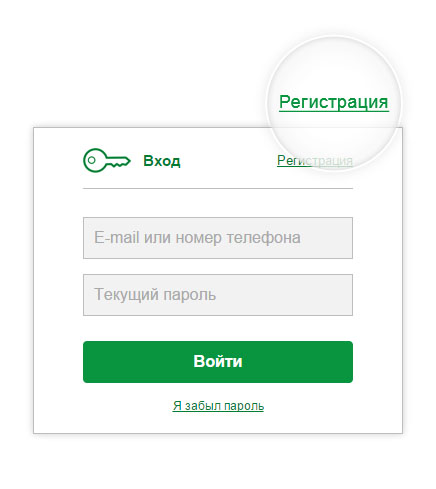 Регистрация
Вход
Регистрация
E-mail или номер телефона
Текущий пароль
Войти
Я забыл пароль